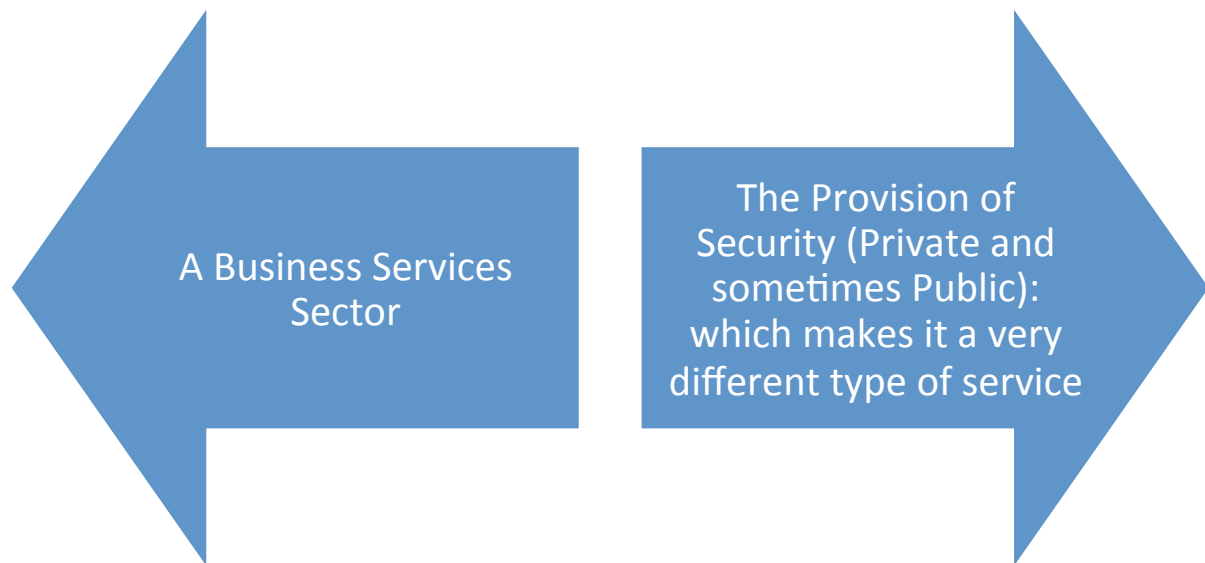 A Business Services
Sector
The Provision of
Security (Private and
sometimes Public):
which makes it a very
different type of service